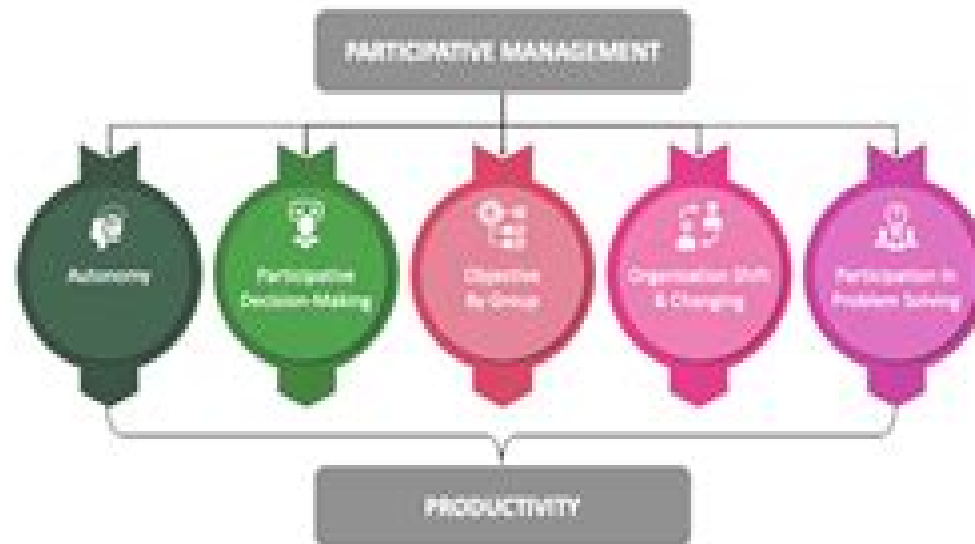 PARTICIPATIVE MANAGEMENT
Autonomy
Participative
Decision-Making
Objective
By Group
Organization Shift
& Changing
Participation In
Problem Solving
PRODUCTIVITY